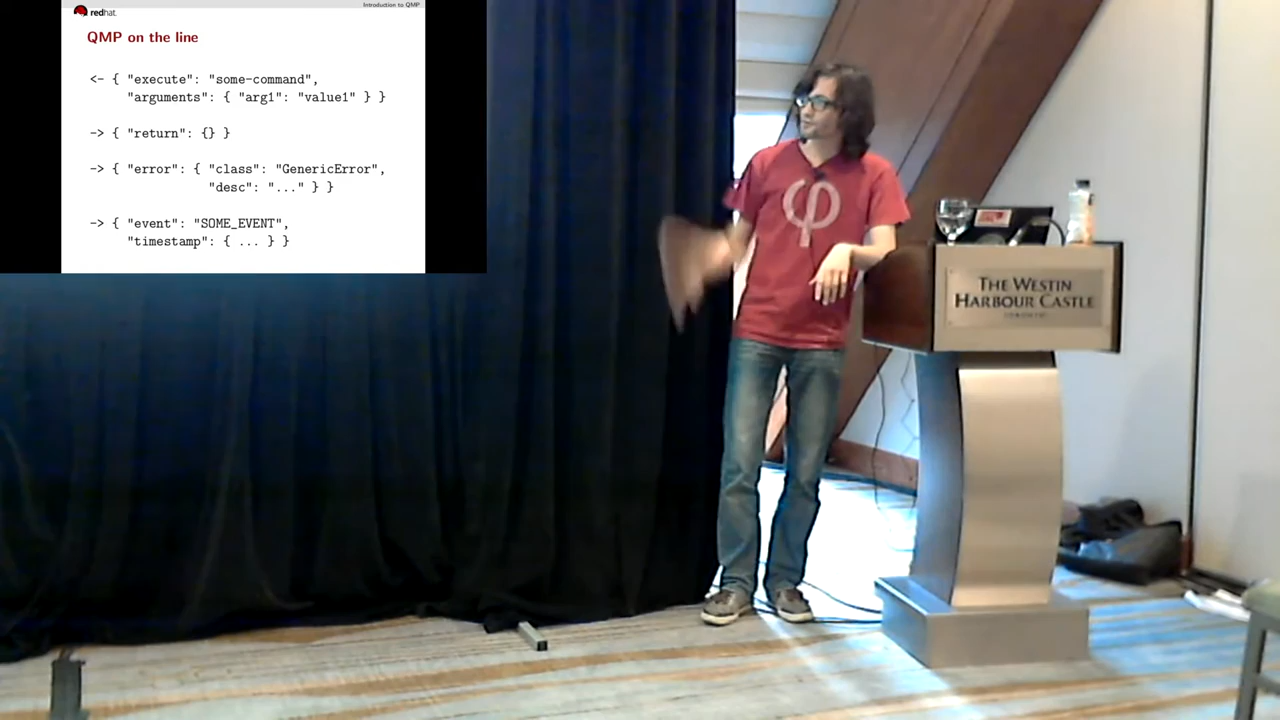 Introduction to QMP
redhat.
QMP on the line
<- { "execute": "some-command",
"arguments": { "arg1": "value1" } }
-> { "return": {} }
-> { "error": { "class": "GenericError",
"desc": "..." } }
-> { "event": "SOME_EVENT",
"timestamp": { ... } }
φ
THE WESTIN
HARBOUR CASTLE
TORONTO